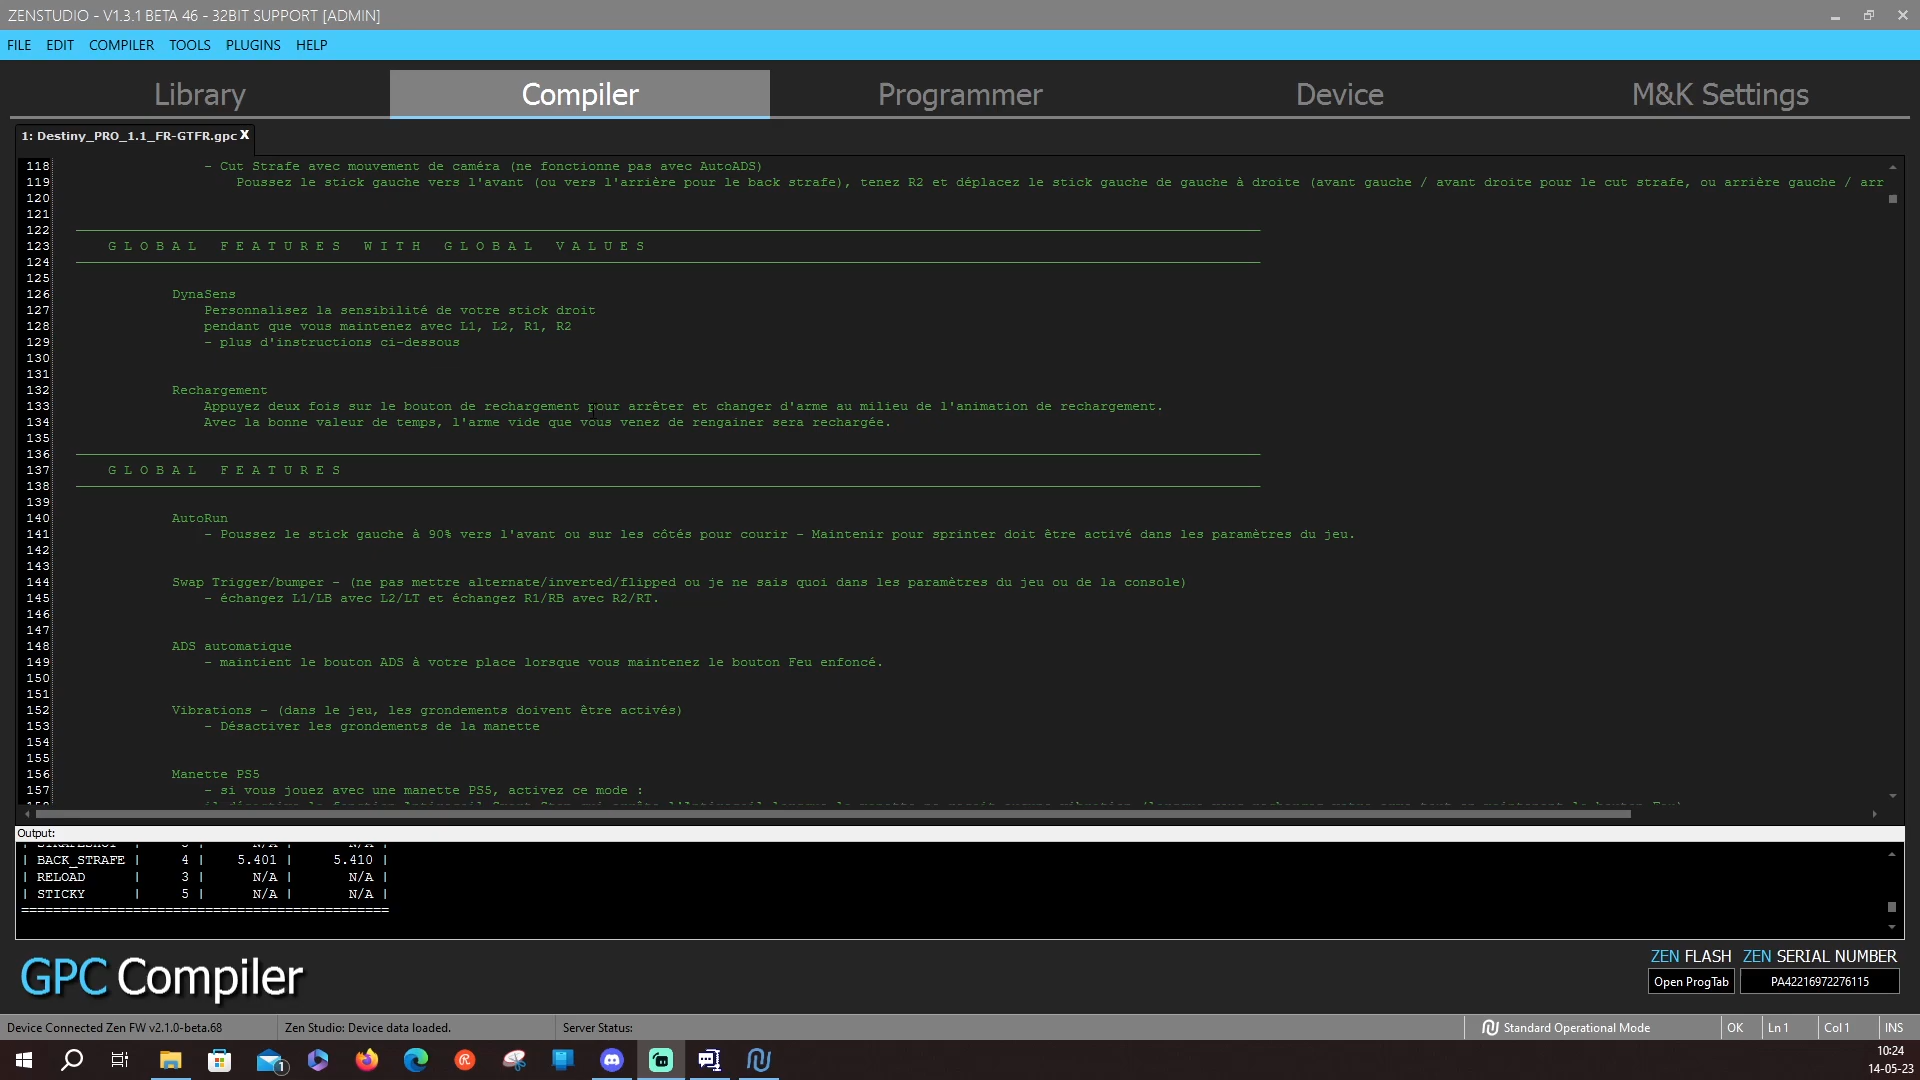 ZENSTUDIO - V1.3.1 BETA 46 - 32BIT SUPPORT [ADMIN]
FILE EDIT COMPILER TOOLS PLUGINS HELP
Library Compiler Programmer Device M&K Settings
1: Destiny_PRO_1.1_FR-GTFR.gpc X
118 - Cut Strafe avec mouvement de caméra (ne fonctionne pas avec AutoADS)
119 Poussez le stick gauche vers l'avant (ou vers l'arrière pour le back strafe), tenez R2 et déplacez le stick gauche de gauche à droite (avant gauche / avant droite pour le cut strafe, ou arrière gauche / arr
120
121
122
123 G L O B A L F E A T U R E S W I T H G L O B A L V A L U E S
124
125
126 DynaSens
127 Personnalisez la sensibilité de votre stick droit
128 pendant que vous maintenez avec L1, L2, R1, R2
129 - plus d'instructions ci-dessous
130
131
132 Rechargement
133 Appuyez deux fois sur le bouton de rechargement pour arrêter et changer d'arme au milieu de l'animation de rechargement.
134 Avec la bonne valeur de temps, l'arme vide que vous venez de rengainer sera rechargée.
135
136
137 G L O B A L F E A T U R E S
138
139
140 AutoRun
141 - Poussez le stick gauche à 90% vers l'avant ou sur les côtés pour courir - Maintenir pour sprinter doit être activé dans les paramètres du jeu.
142
143
144 Swap Trigger/bumper - (ne pas mettre alternate/inverted/flipped ou je ne sais quoi dans les paramètres du jeu ou de la console)
145 - échangez L1/LB avec L2/LT et échangez R1/RB avec R2/RT.
146
147
148 ADS automatique
149 - maintient le bouton ADS à votre place lorsque vous maintenez le bouton Feu enfoncé.
150
151
152 Vibrations - (dans le jeu, les grondements doivent être activés)
153 - Désactiver les grondements de la manette
154
155
156 Manette PS5
157 - si vous jouez avec une manette PS5, activez ce mode :
Output:
| BACK_STRAFE | 4 | 5.401 | 5.410 |
| RELOAD | 3 | N/A | N/A |
| STICKY | 5 | N/A | N/A |
==============================================
GPC Compiler
ZEN FLASH ZEN SERIAL NUMBER
Open ProgTab PA42216972276115
Device Connected Zen FW v2.1.0-beta.68 Zen Studio: Device data loaded. Server Status: Standard Operational Mode OK Ln 1 Col 1 INS
1
10:24
14-05-23